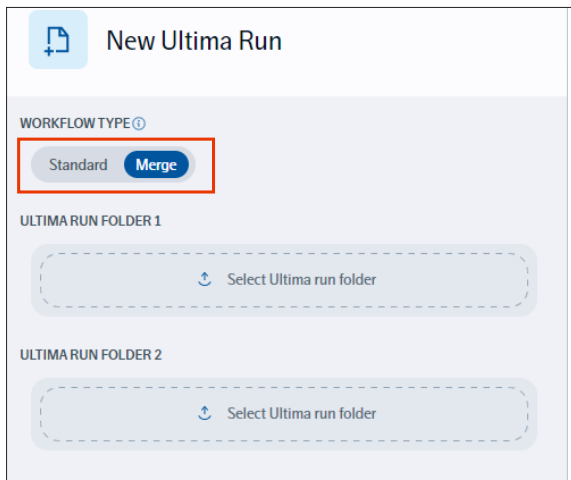 New Ultima Run
WORKFLOW TYPE
Standard Merge
ULTIMA RUN FOLDER 1
Select Ultima run folder
ULTIMA RUN FOLDER 2
Select Ultima run folder